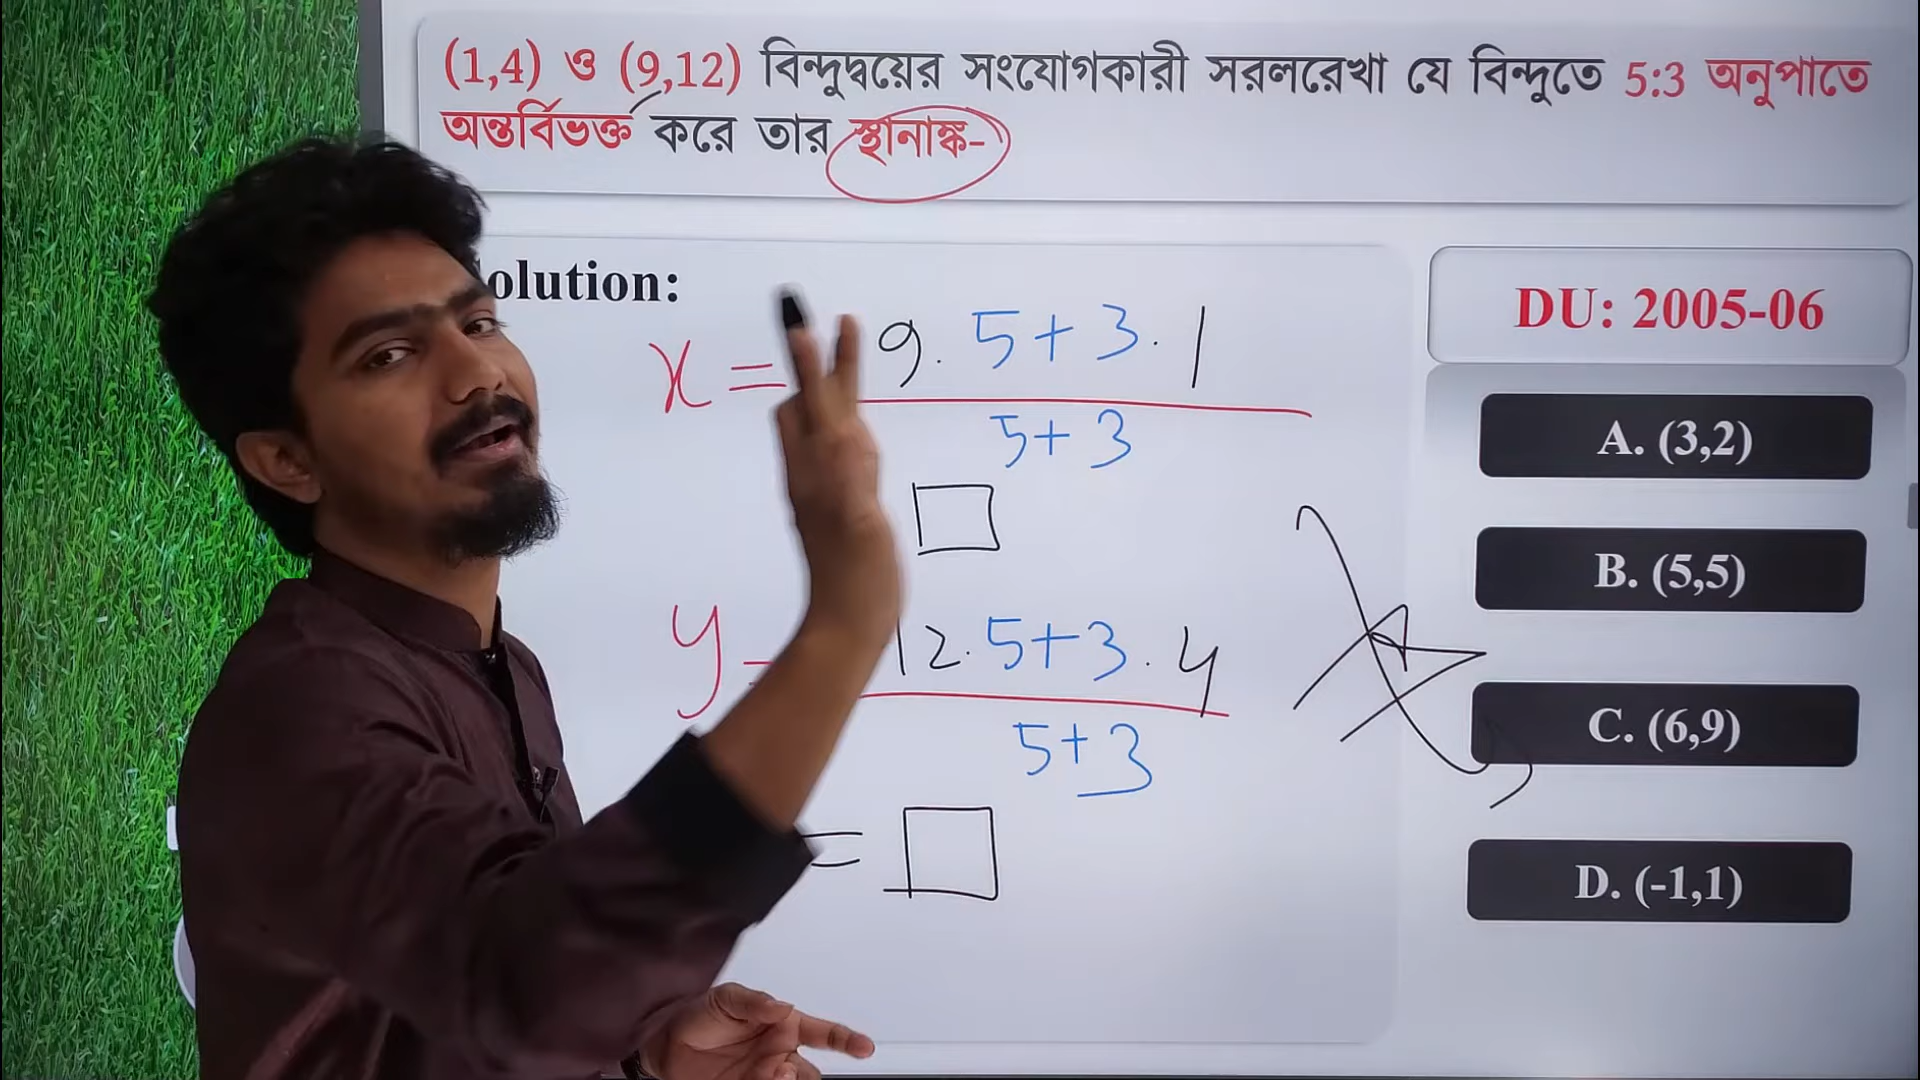 (1,4) ও (9,12) বিন্দুদ্বয়ের সংযোগকারী সরলরেখা যে বিন্দুতে 5:3 অনুপাতে
অন্তর্বিভক্ত করে তার স্থানাঙ্ক-
olution:
x = 9. 5+ 3. 1
5+ 3
y 12. 5+3. 4
5+3
=
DU: 2005-06
A. (3,2)
B. (5,5)
C. (6,9)
D. (-1,1)